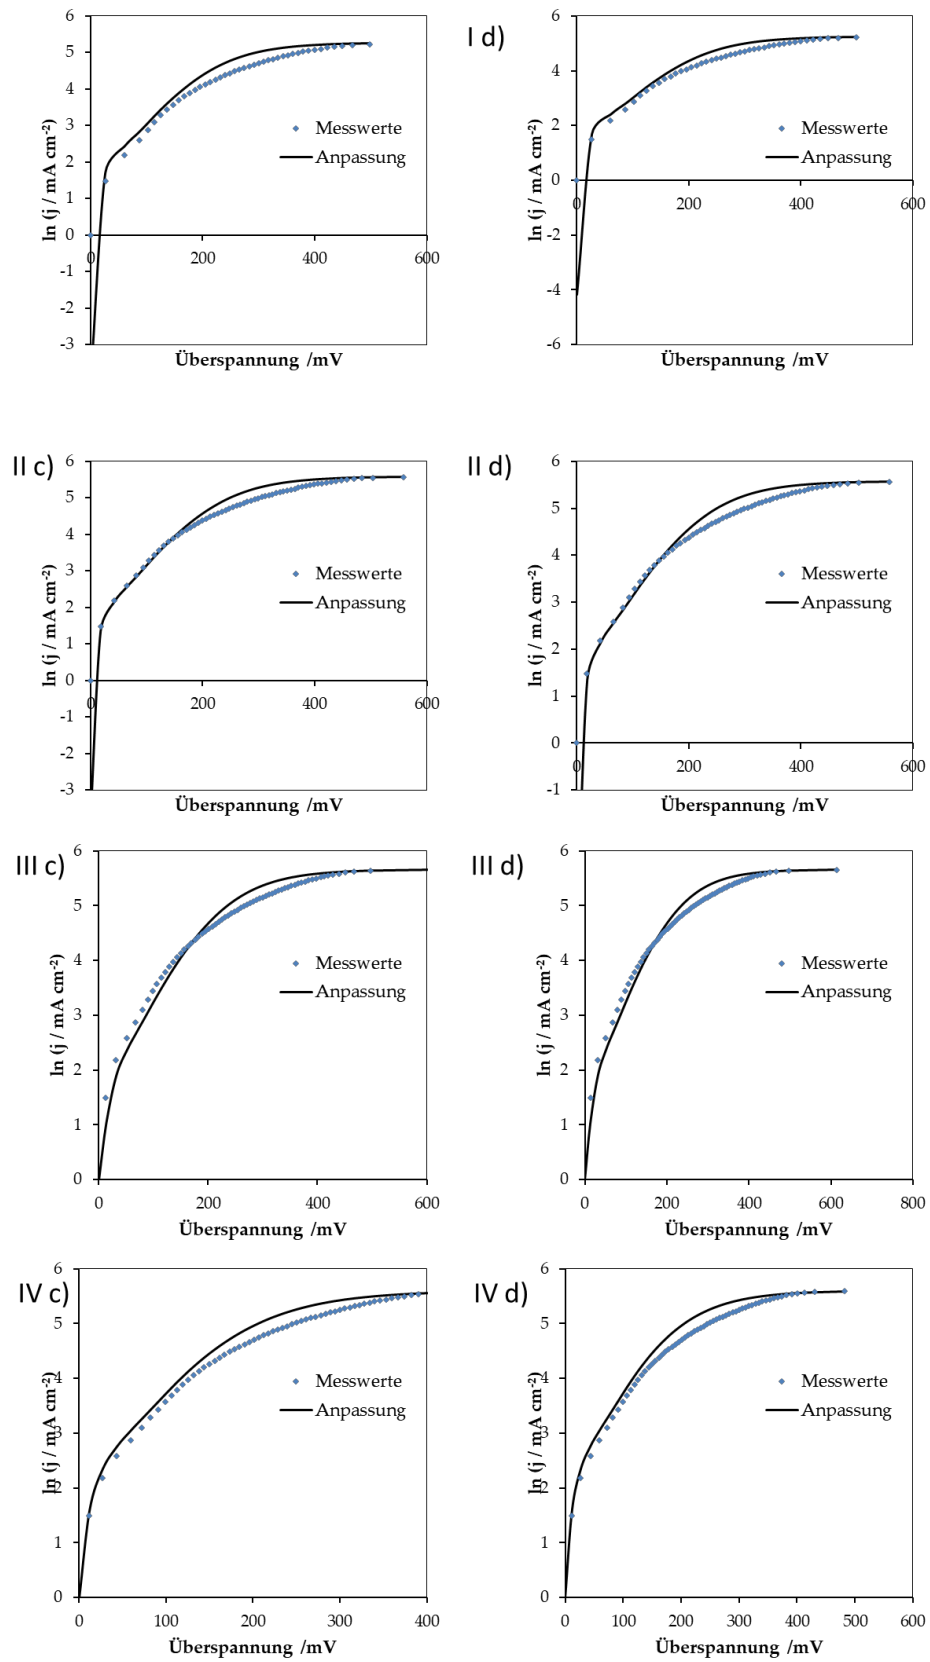 6
5
4
3
2
1
0
-1
-2
-3
0
200
400
600
ln (j / mA cm⁻²)
Messwerte
Anpassung
Überspannung /mV
I d)
6
4
2
0
-2
-4
-6
0
200
400
600
ln (j / mA cm⁻²)
Messwerte
Anpassung
Überspannung /mV
II c)
6
5
4
3
2
1
0
-1
-2
-3
0
200
400
600
ln (j / mA cm⁻²)
Messwerte
Anpassung
Überspannung /mV
II d)
6
5
4
3
2
1
0
-1
0
200
400
600
ln (j / mA cm⁻²)
Messwerte
Anpassung
Überspannung /mV
III c)
6
5
4
3
2
1
0
0
200
400
600
ln (j / mA cm⁻²)
Messwerte
Anpassung
Überspannung /mV
III d)
6
5
4
3
2
1
0
0
200
400
600
800
ln (j / mA cm⁻²)
Messwerte
Anpassung
Überspannung /mV
IV c)
6
5
4
3
2
1
0
0
100
200
300
400
ln (j / mA cm⁻²)
Messwerte
Anpassung
Überspannung /mV
IV d)
6
5
4
3
2
1
0
0
100
200
300
400
500
600
ln (j / mA cm⁻²)
Messwerte
Anpassung
Überspannung /mV